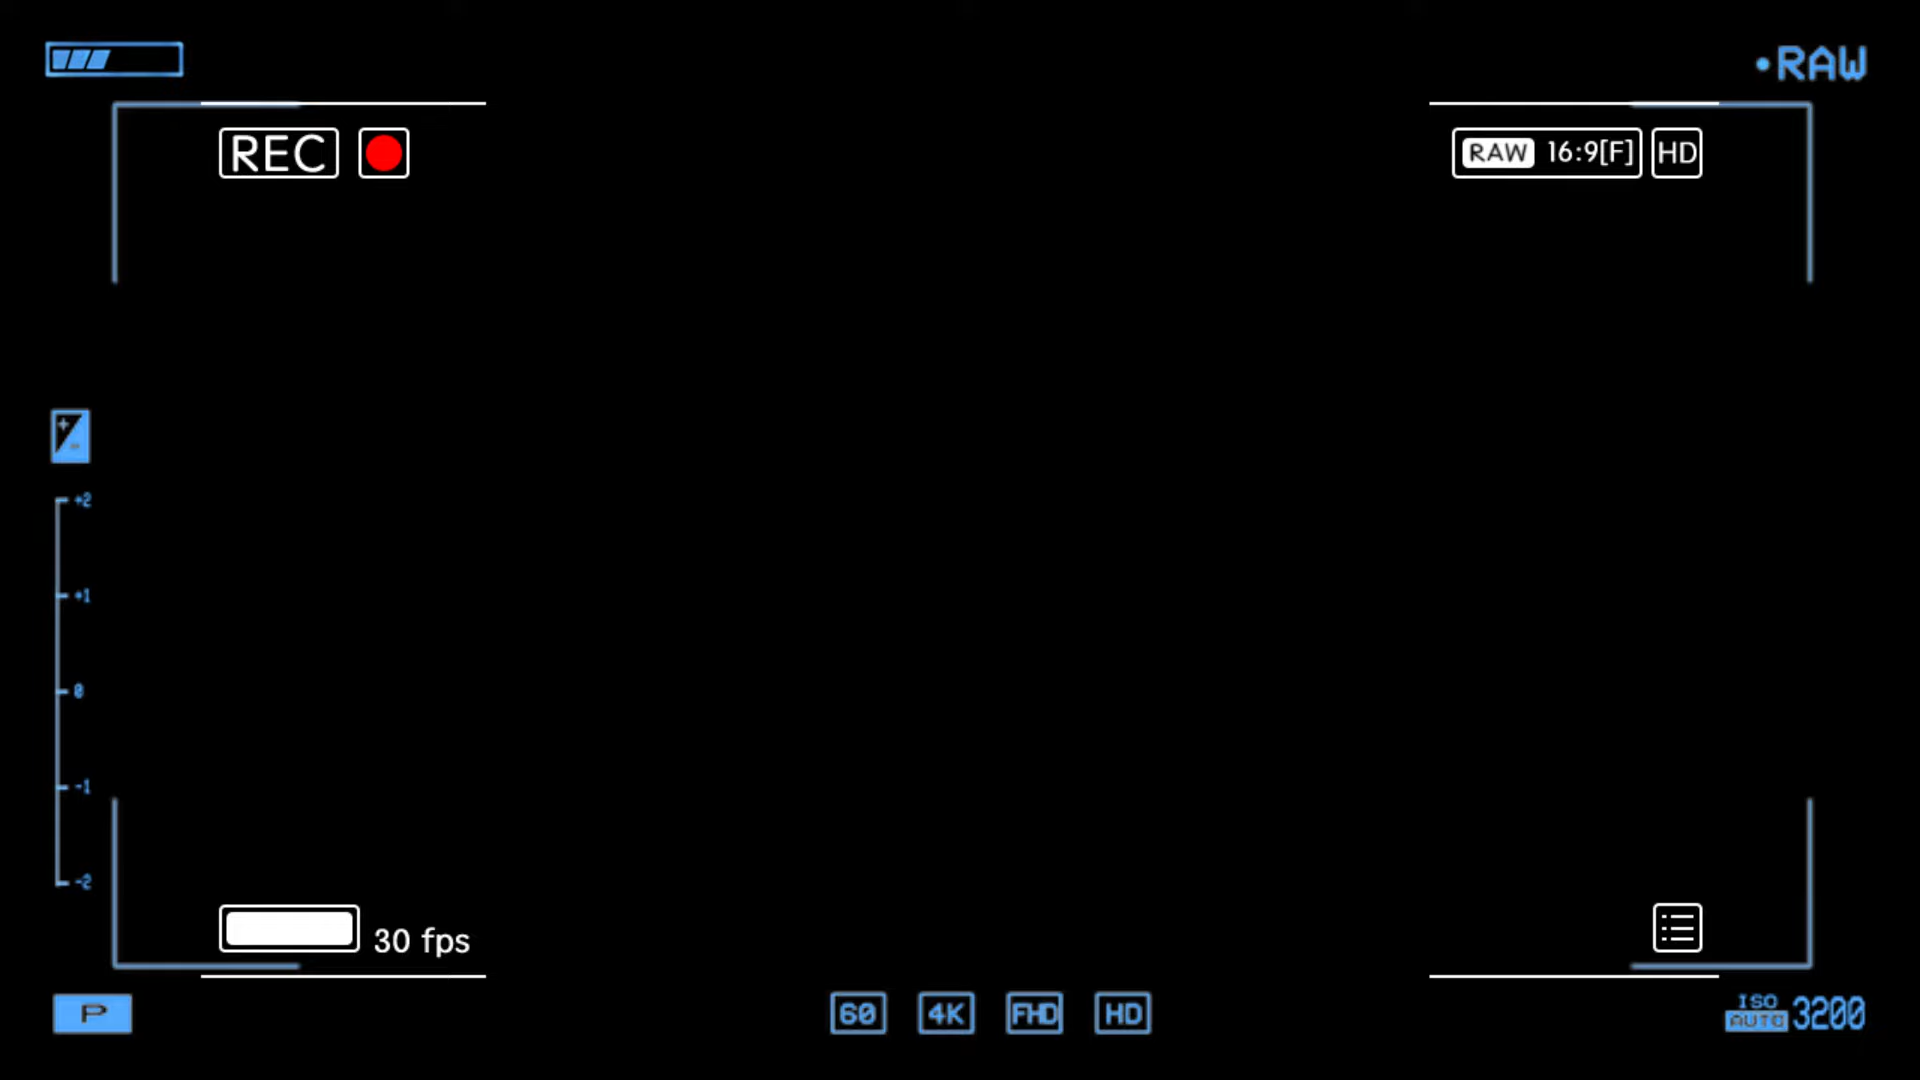 •RAW
REC
RAW 16:9[F] HD
+
-
+2
+1
0
-1
-2
30 fps
P
60 4K FHD HD
ISO
AUTO 3200